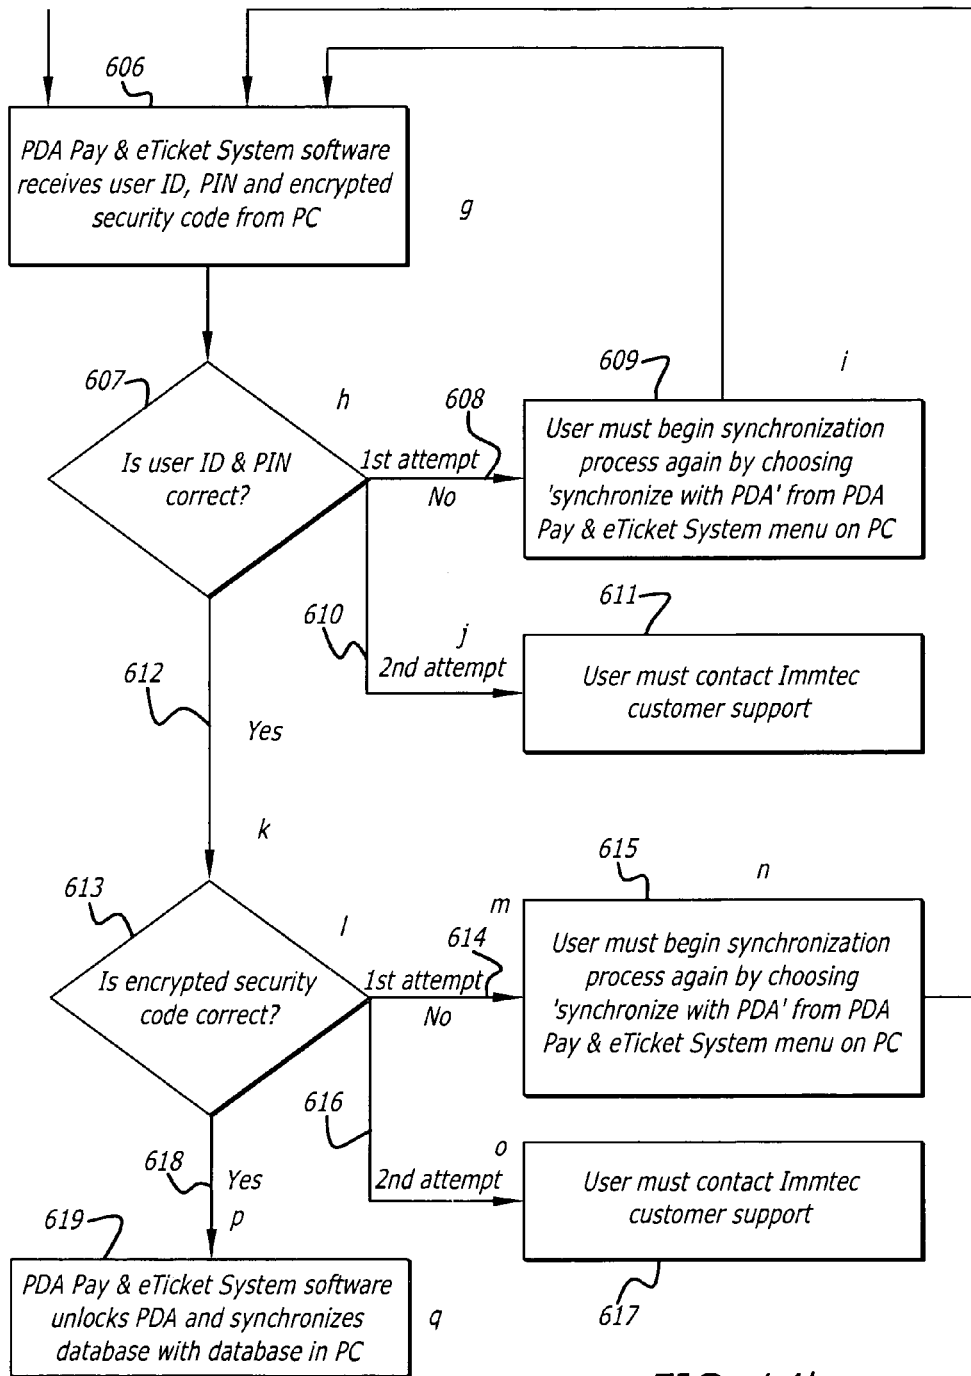 606
PDA Pay & eTicket System software
receives user ID, PIN and encrypted
security code from PC
g
607
h
608
609
i
Is user ID & PIN
correct?
1st attempt
No
User must begin synchronization
process again by choosing
'synchronize with PDA' from PDA
Pay & eTicket System menu on PC
610
j
2nd attempt
611
User must contact Immtec
customer support
612
Yes
k
613
l
m
614
615
n
Is encrypted security
code correct?
1st attempt
No
User must begin synchronization
process again by choosing
'synchronize with PDA' from PDA
Pay & eTicket System menu on PC
616
o
2nd attempt
User must contact Immtec
customer support
617
618
Yes
p
619
PDA Pay & eTicket System software
unlocks PDA and synchronizes
database with database in PC
q